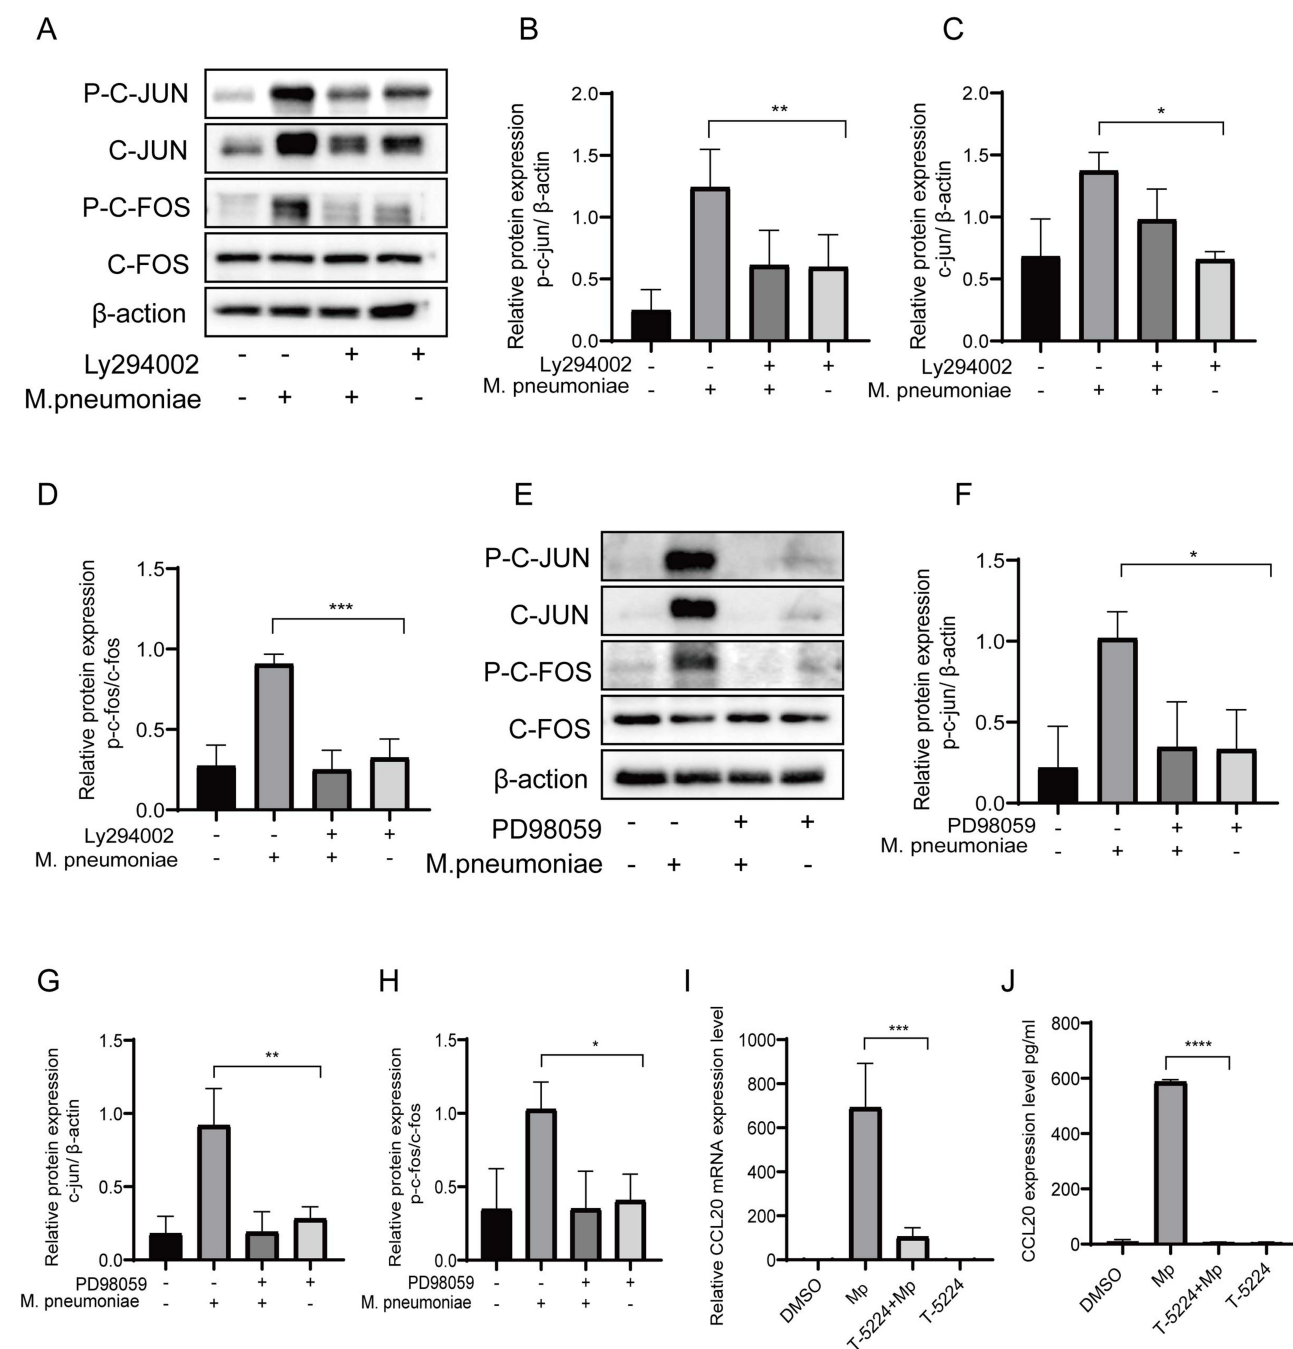 A
P-C-JUN
C-JUN
P-C-FOS
C-FOS
β-action
Ly294002 - - + +
M.pneumoniae - + + -
B
Relative protein expression
p-c-jun/ β-actin
2.0
1.5
1.0
0.5
0.0
**
Ly294002 - - + +
M. pneumoniae - + + -
C
Relative protein expression
c-jun/ β-actin
2.0
1.5
1.0
0.5
0.0
*
Ly294002 - - + +
M. pneumoniae - + + -
D
Relative protein expression
p-c-fos/c-fos
1.5
1.0
0.5
0.0
***
Ly294002 - - + +
M. pneumoniae - + + -
E
P-C-JUN
C-JUN
P-C-FOS
C-FOS
β-action
PD98059 - - + +
M.pneumoniae - + + -
F
Relative protein expression
p-c-jun/ β-actin
1.5
1.0
0.5
0.0
*
PD98059 - - + +
M. pneumoniae - + + -
G
Relative protein expression
c-jun/ β-actin
1.5
1.0
0.5
0.0
**
PD98059 - - + +
M. pneumoniae - + + -
H
Relative protein expression
p-c-fos/c-fos
1.5
1.0
0.5
0.0
*
PD98059 - - + +
M. pneumoniae - + + -
I
Relative CCL20 mRNA expression level
1000
800
600
400
200
0
***
DMSO
Mp
T-5224+Mp
T-5224
J
CCL20 expression level pg/ml
800
600
400
200
0
****
DMSO
Mp
T-5224+Mp
T-5224